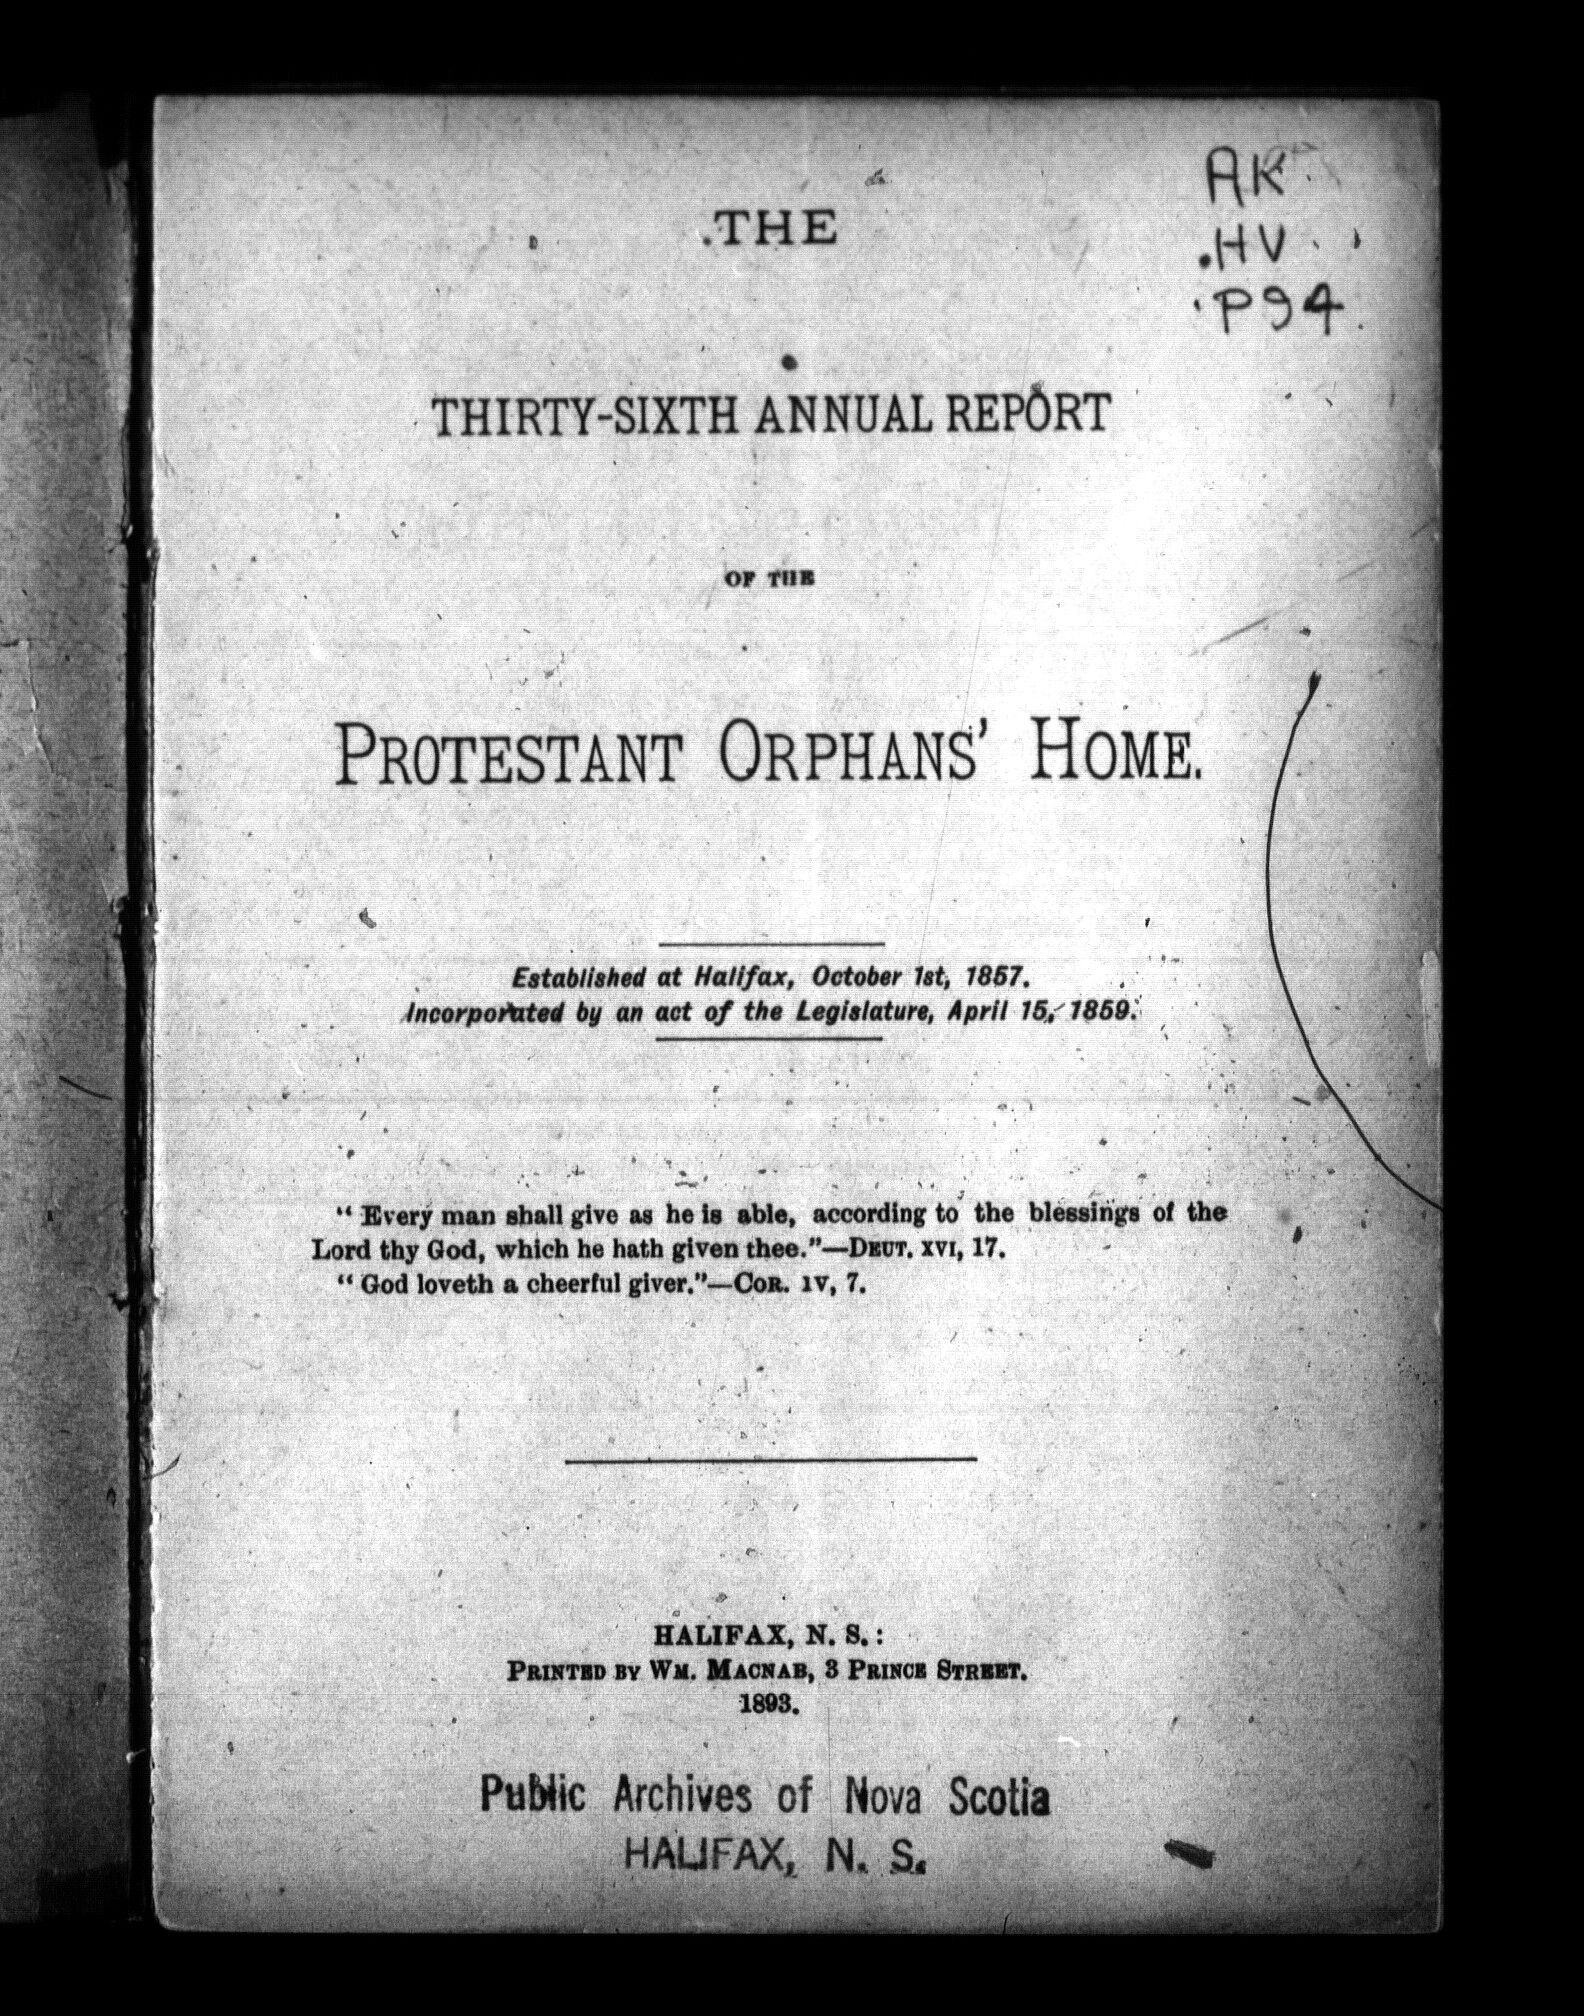 AK
.HV
P94
THE
THIRTY-SIXTH ANNUAL REPORT
OF THE
PROTESTANT ORPHANS' HOME.
Established at Halifax, October 1st, 1857.
Incorporated by an act of the Legislature, April 15, 1859.
"Every man shall give as he is able, according to the blessings of the
Lord thy God, which he hath given thee."—DEUT. XVI, 17.
"God loveth a cheerful giver."—COR. IV, 7.
HALIFAX, N. S.:
PRINTED BY WM. MACNAB, 3 PRINCE STREET.
1893.
Public Archives of Nova Scotia
HALIFAX, N. S.